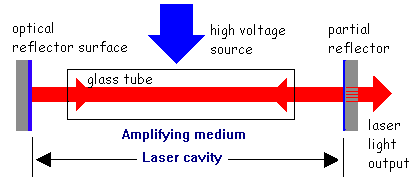 optical
reflector surface
high voltage
source
partial
reflector
glass tube
Amplifying medium
Laser cavity
laser
light
output